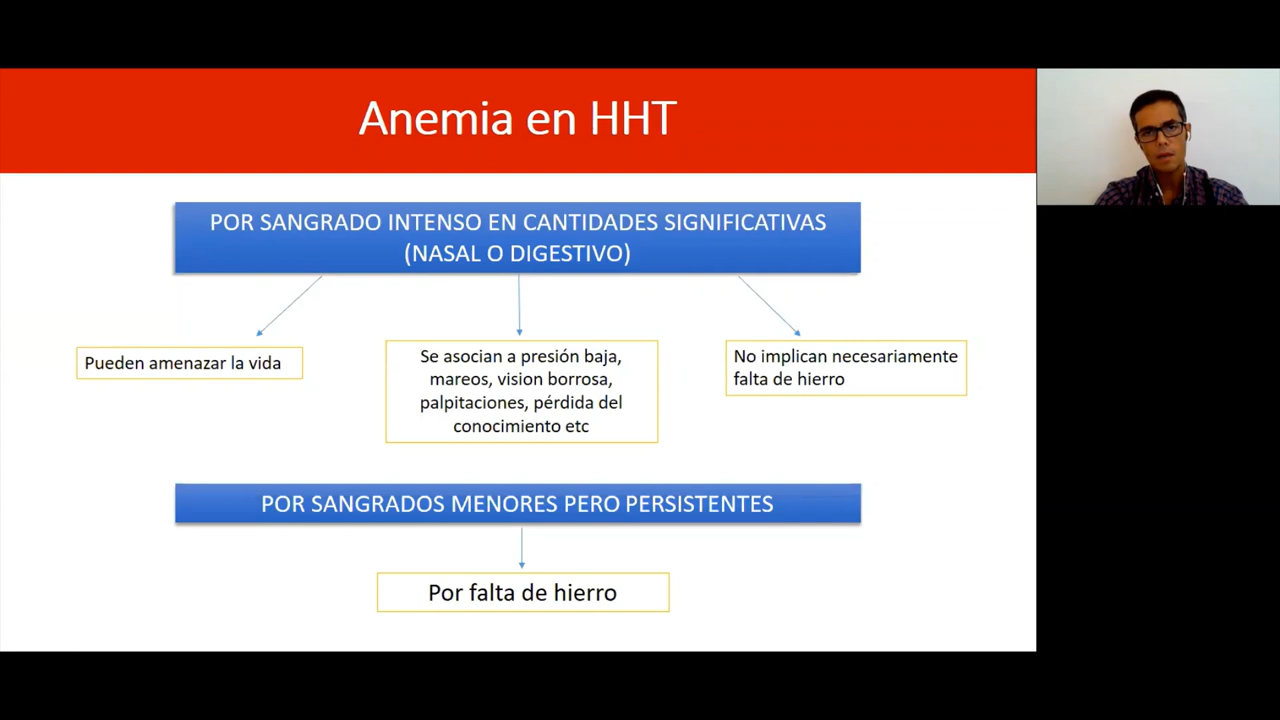 Anemia en HHT
POR SANGRADO INTENSO EN CANTIDADES SIGNIFICATIVAS
(NASAL O DIGESTIVO)
Pueden amenazar la vida
Se asocian a presión baja,
mareos, vision borrosa,
palpitaciones, pérdida del
conocimiento etc
No implican necesariamente
falta de hierro
POR SANGRADOS MENORES PERO PERSISTENTES
Por falta de hierro